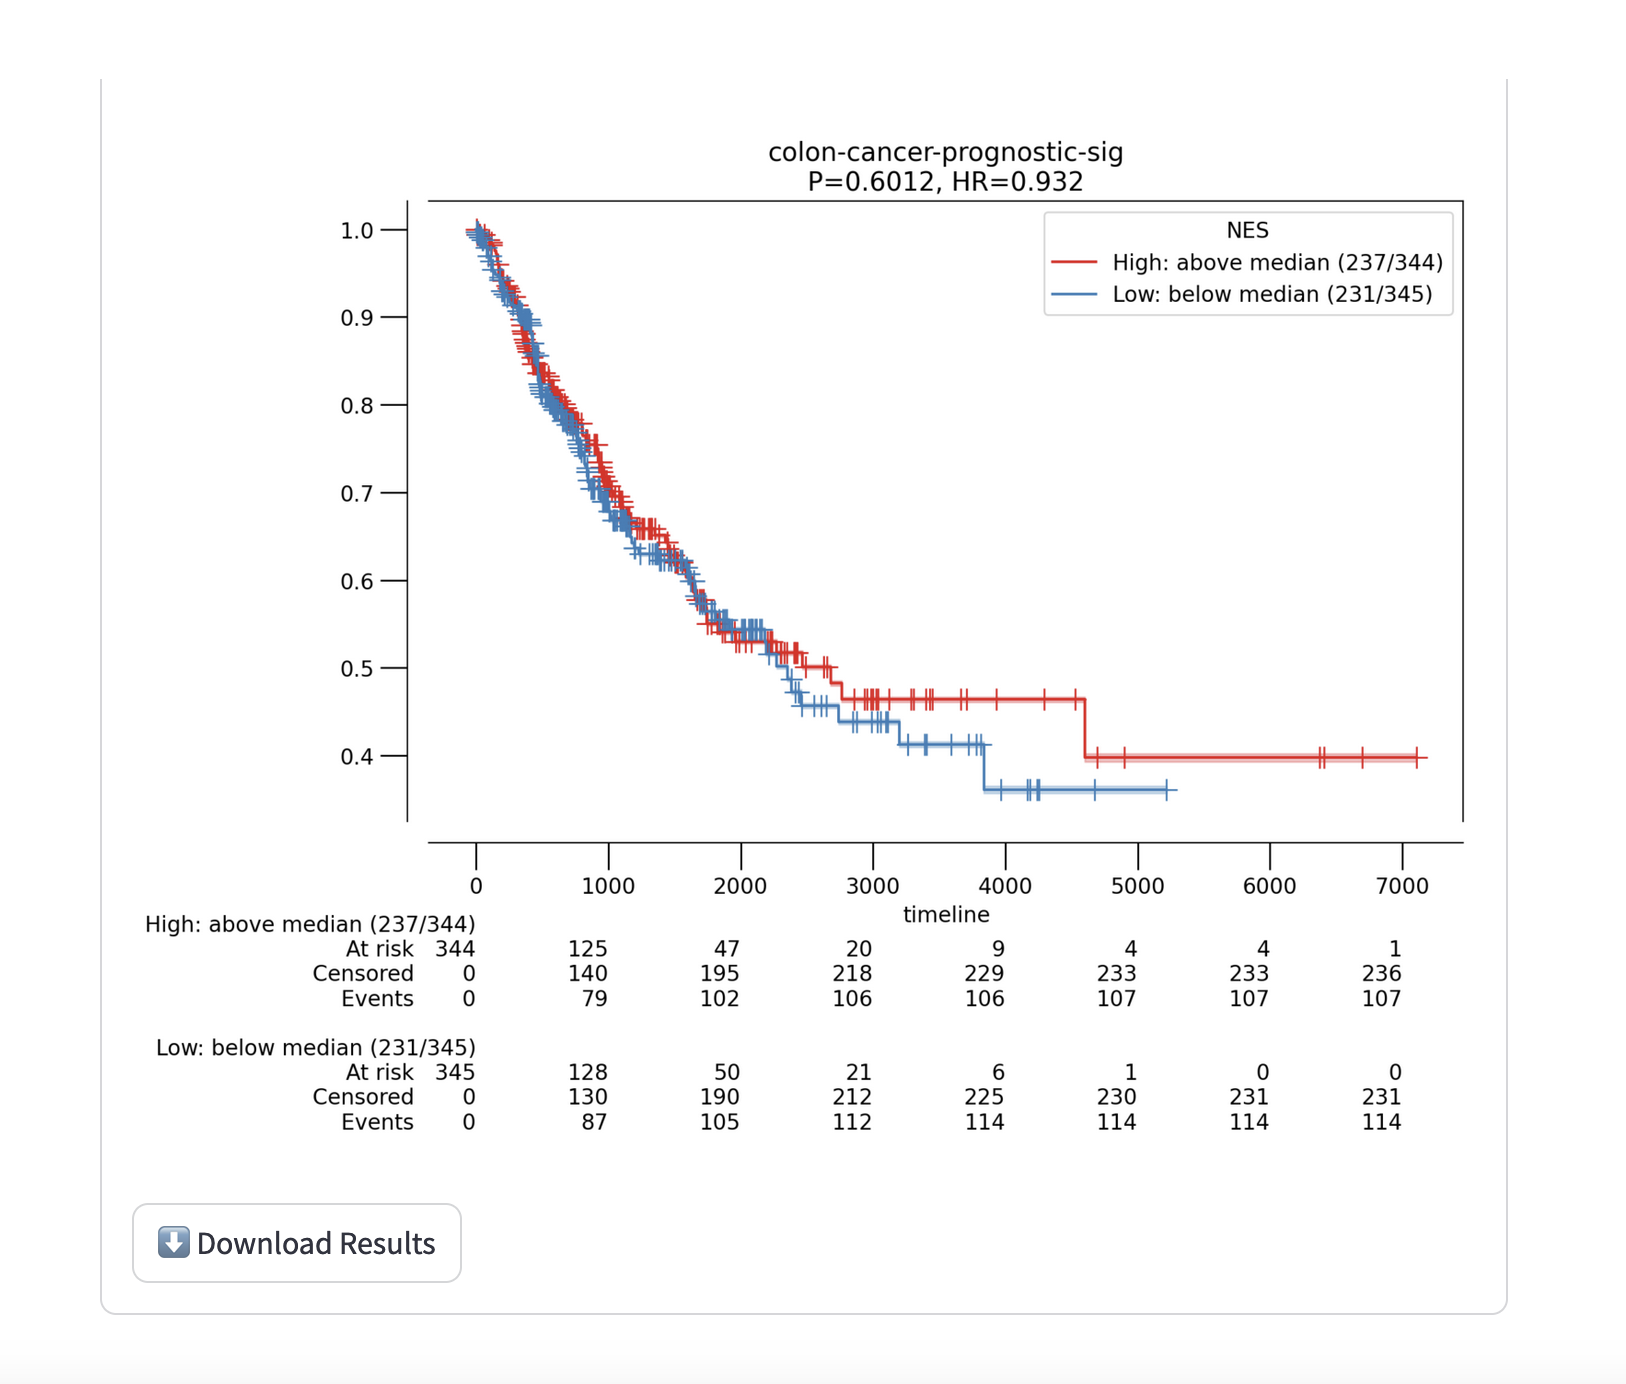 colon-cancer-prognostic-sig
P=0.6012, HR=0.932
NES
High: above median (237/344)
Low: below median (231/345)
1.0
0.9
0.8
0.7
0.6
0.5
0.4
0 1000 2000 3000 4000 5000 6000 7000
timeline
High: above median (237/344)
At risk 344 125 47 20 9 4 4 1
Censored 0 140 195 218 229 233 233 236
Events 0 79 102 106 106 107 107 107
Low: below median (231/345)
At risk 345 128 50 21 6 1 0 0
Censored 0 130 190 212 225 230 231 231
Events 0 87 105 112 114 114 114 114
Download Results